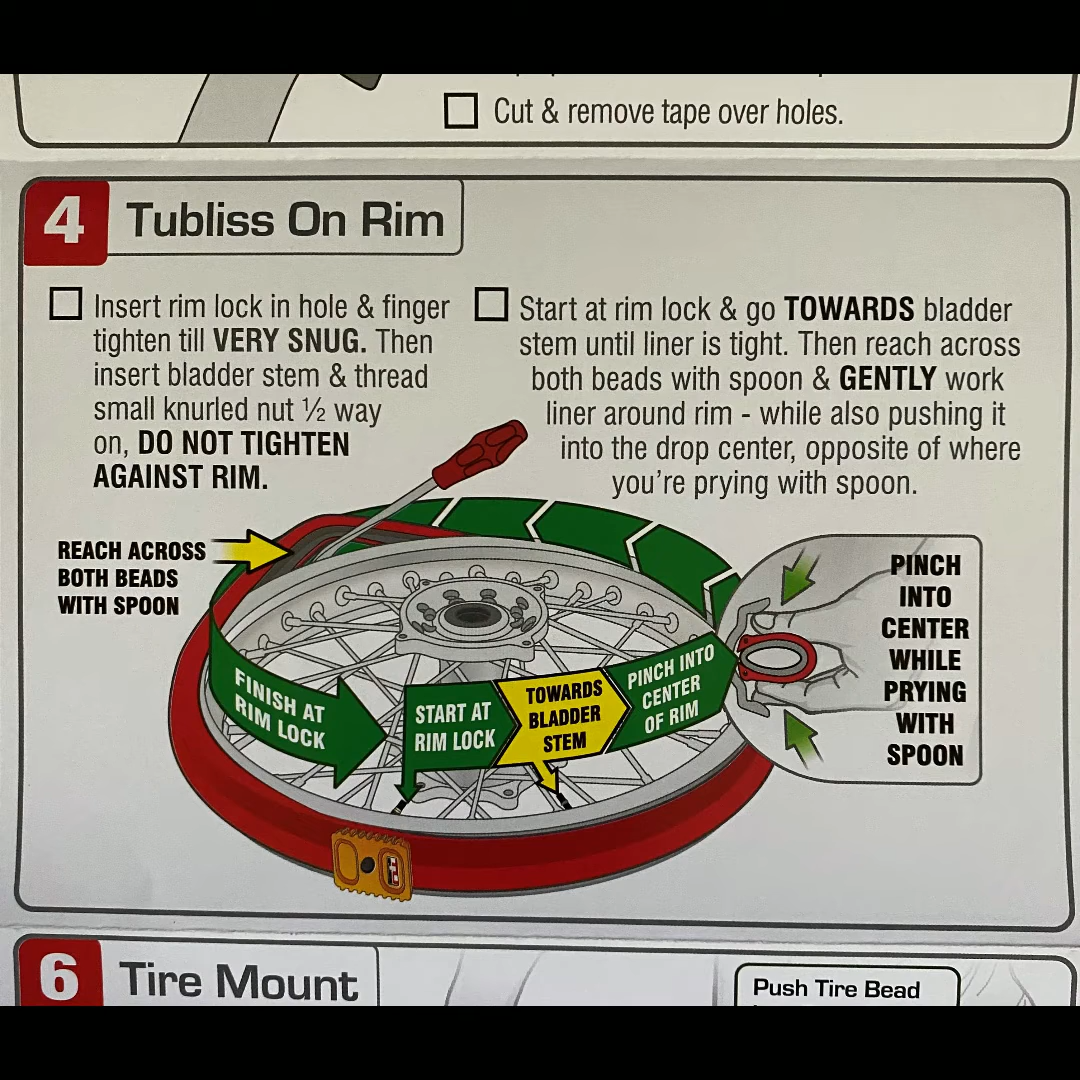 Cut & remove tape over holes.
4 Tubliss On Rim
Insert rim lock in hole & finger
tighten till VERY SNUG. Then
insert bladder stem & thread
small knurled nut ½ way
on, DO NOT TIGHTEN
AGAINST RIM.
Start at rim lock & go TOWARDS bladder
stem until liner is tight. Then reach across
both beads with spoon & GENTLY work
liner around rim - while also pushing it
into the drop center, opposite of where
you're prying with spoon.
REACH ACROSS
BOTH BEADS
WITH SPOON
FINISH AT
RIM LOCK
START AT
RIM LOCK
TOWARDS
BLADDER
STEM
PINCH INTO
CENTER
OF RIM
PINCH
INTO
CENTER
WHILE
PRYING
WITH
SPOON
6 Tire Mount
Push Tire Bead